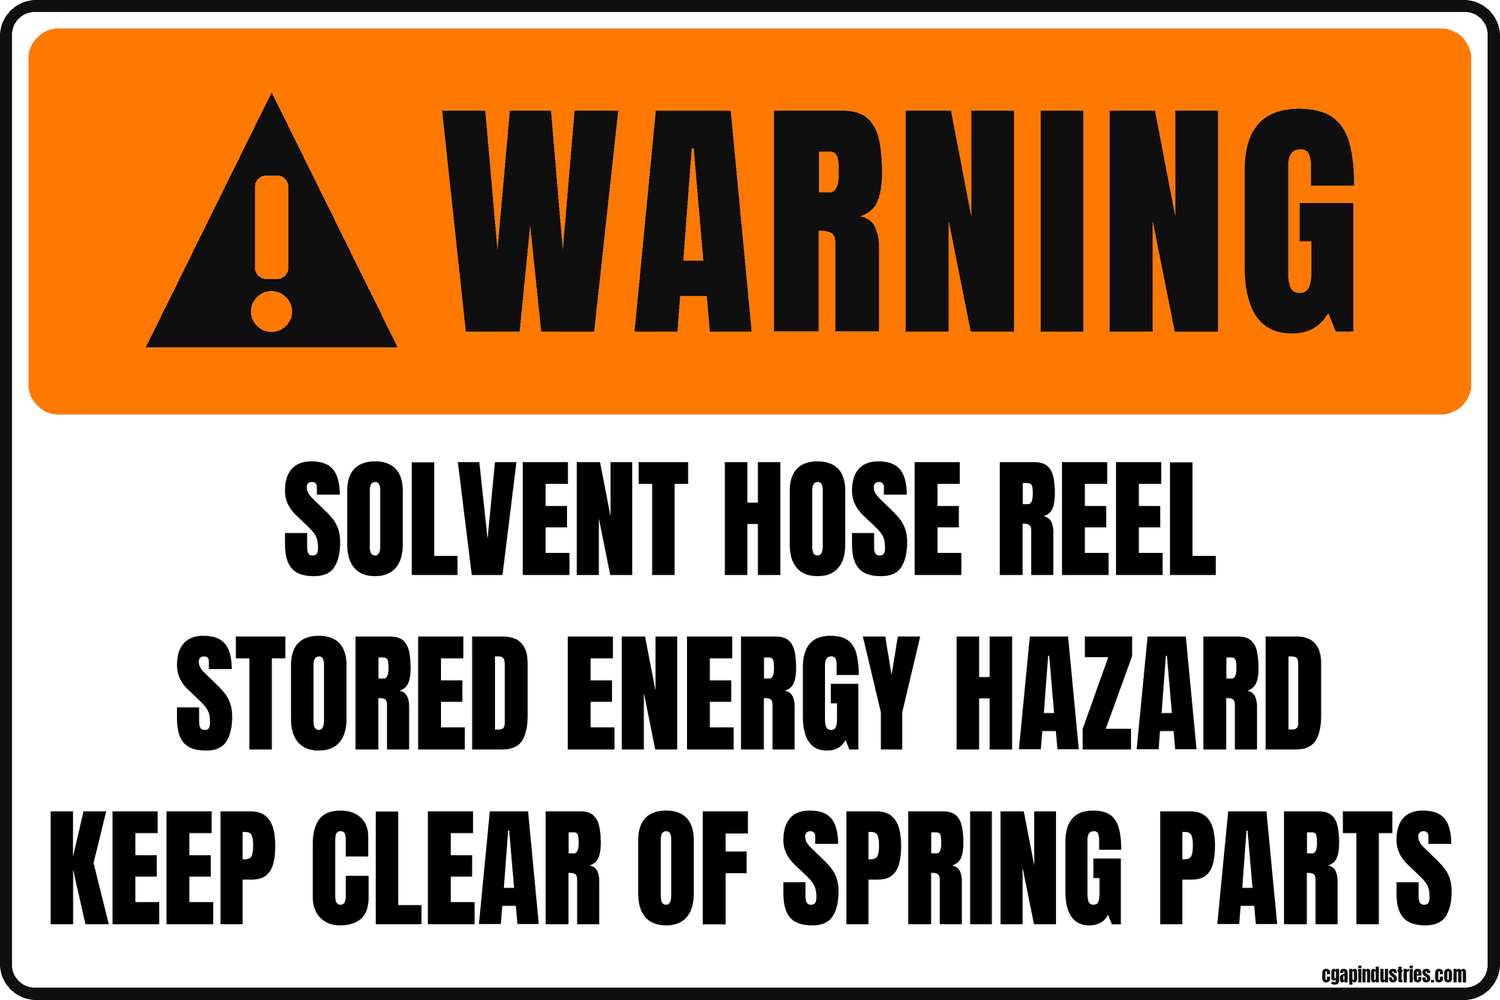 WARNING
SOLVENT HOSE REEL
STORED ENERGY HAZARD
KEEP CLEAR OF SPRING PARTS
cgapindustries.com